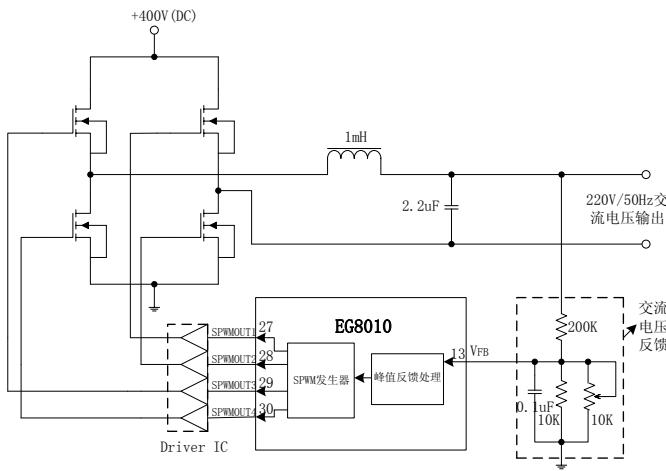 +400V(DC)
1mH
2.2uF
220V/50Hz交
流电压输出
EG8010
SPWMOUT1 27
SPWMOUT2 28
SPWMOUT3 29
SPWMOUT4 30
SPWM发生器
峰值反馈处理
13 VFB
200K
交流
电压
反馈
0.1uF
10K
10K
Driver IC